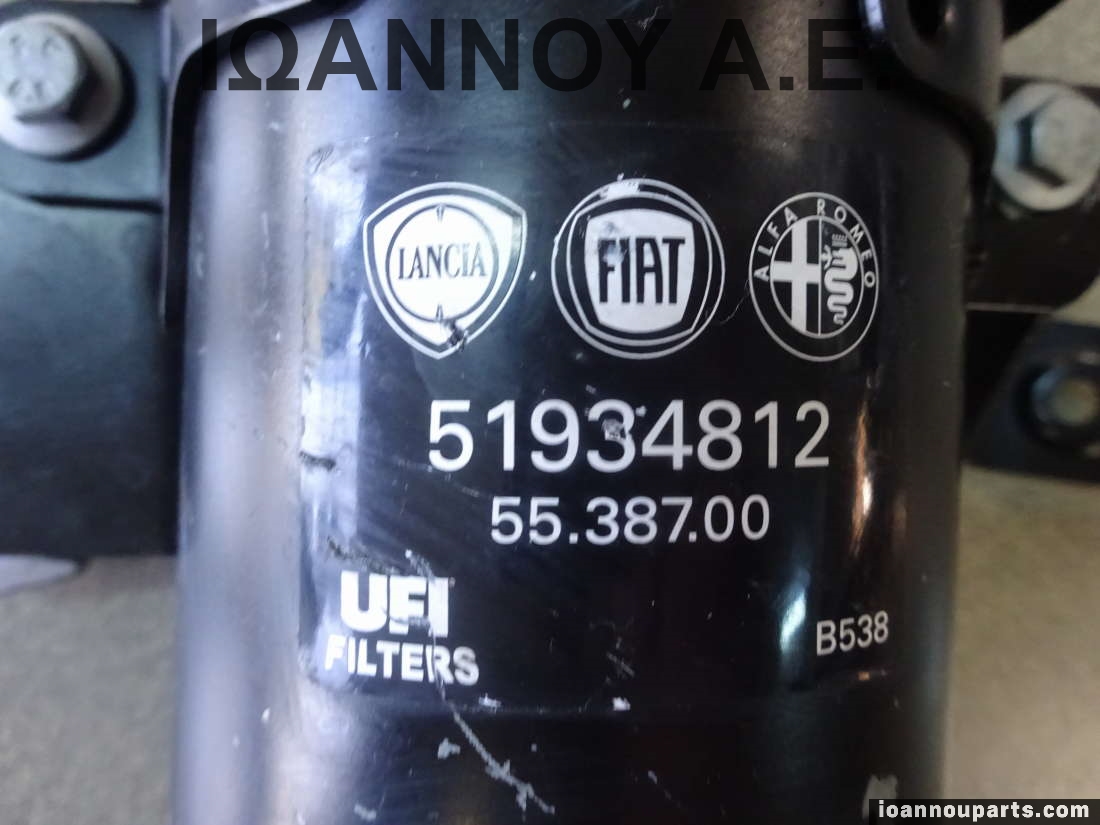 ΙΩΑΝΝΟΥ Α.Ε.
LANCIA
FIAT
ALFA ROMEO
51934812
55.387.00
UFI
FILTERS
B538
ioannouparts.com